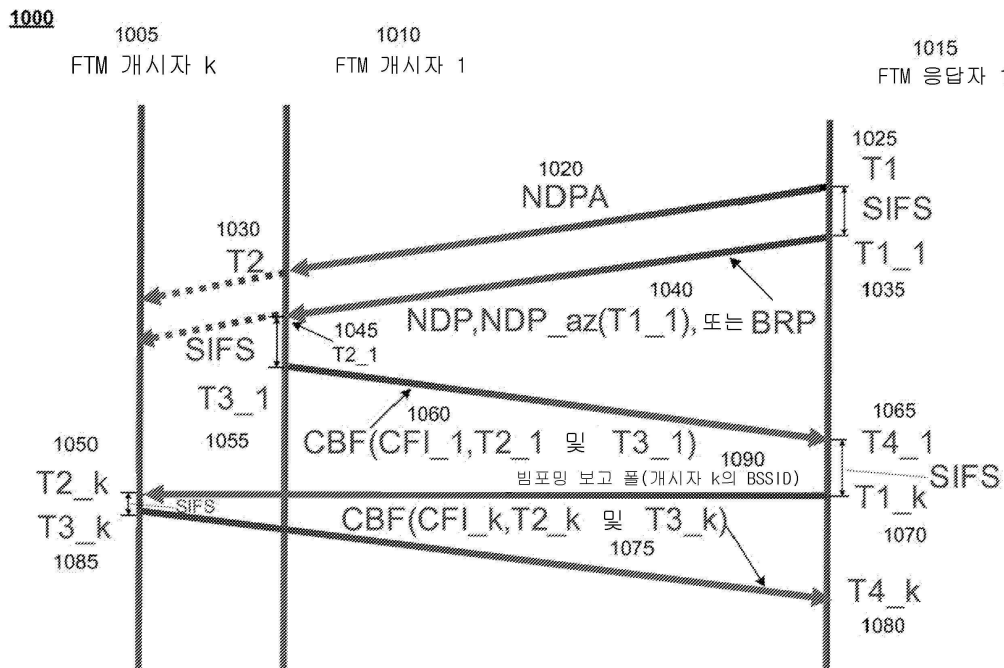 1000
1005
FTM 개시자 k
1010
FTM 개시자 1
1015
FTM 응답자 1
1025
T1
1020
NDPA
SIFS
1030
T2
T1_1
1035
1040
NDP,NDP_az(T1_1), 또는 BRP
1045
T2_1
SIFS
T3_1
1055
1060
CBF(CFI_1,T2_1 및 T3_1)
1065
T4_1
1050
T2_k
1090
빔포밍 보고 폴(개시자 k의 BSSID)
SIFS
T1_k
1070
SIFS
T3_k
1085
CBF(CFI_k,T2_k 및 T3_k)
1075
T4_k
1080